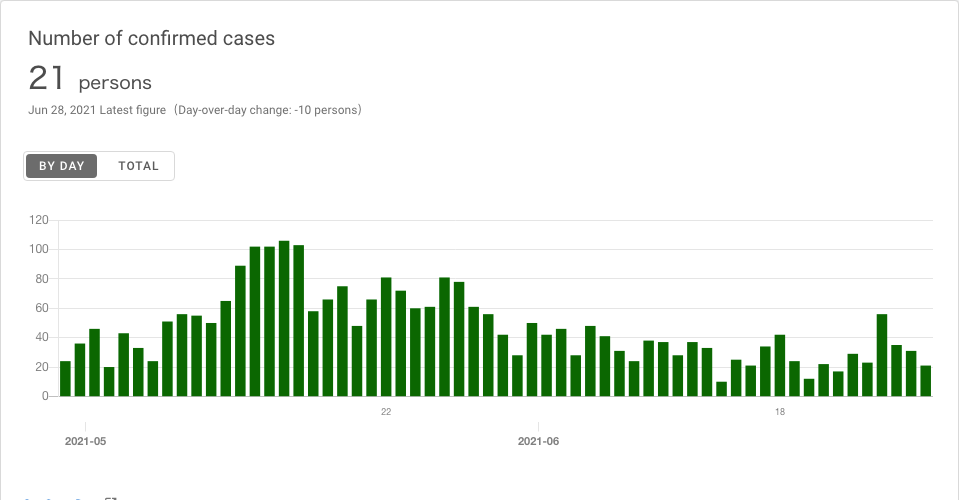 Number of confirmed cases
21 persons
Jun 28, 2021 Latest figure（Day-over-day change: -10 persons）
BY DAY TOTAL
120
100
80
60
40
20
0
22 18
2021-05 2021-06